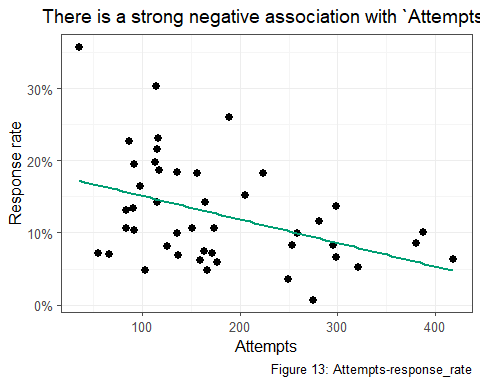 There is a strong negative association with `Attempts
Response rate
30%
20%
10%
0%
100 200 300 400
Attempts
Figure 13: Attempts-response_rate